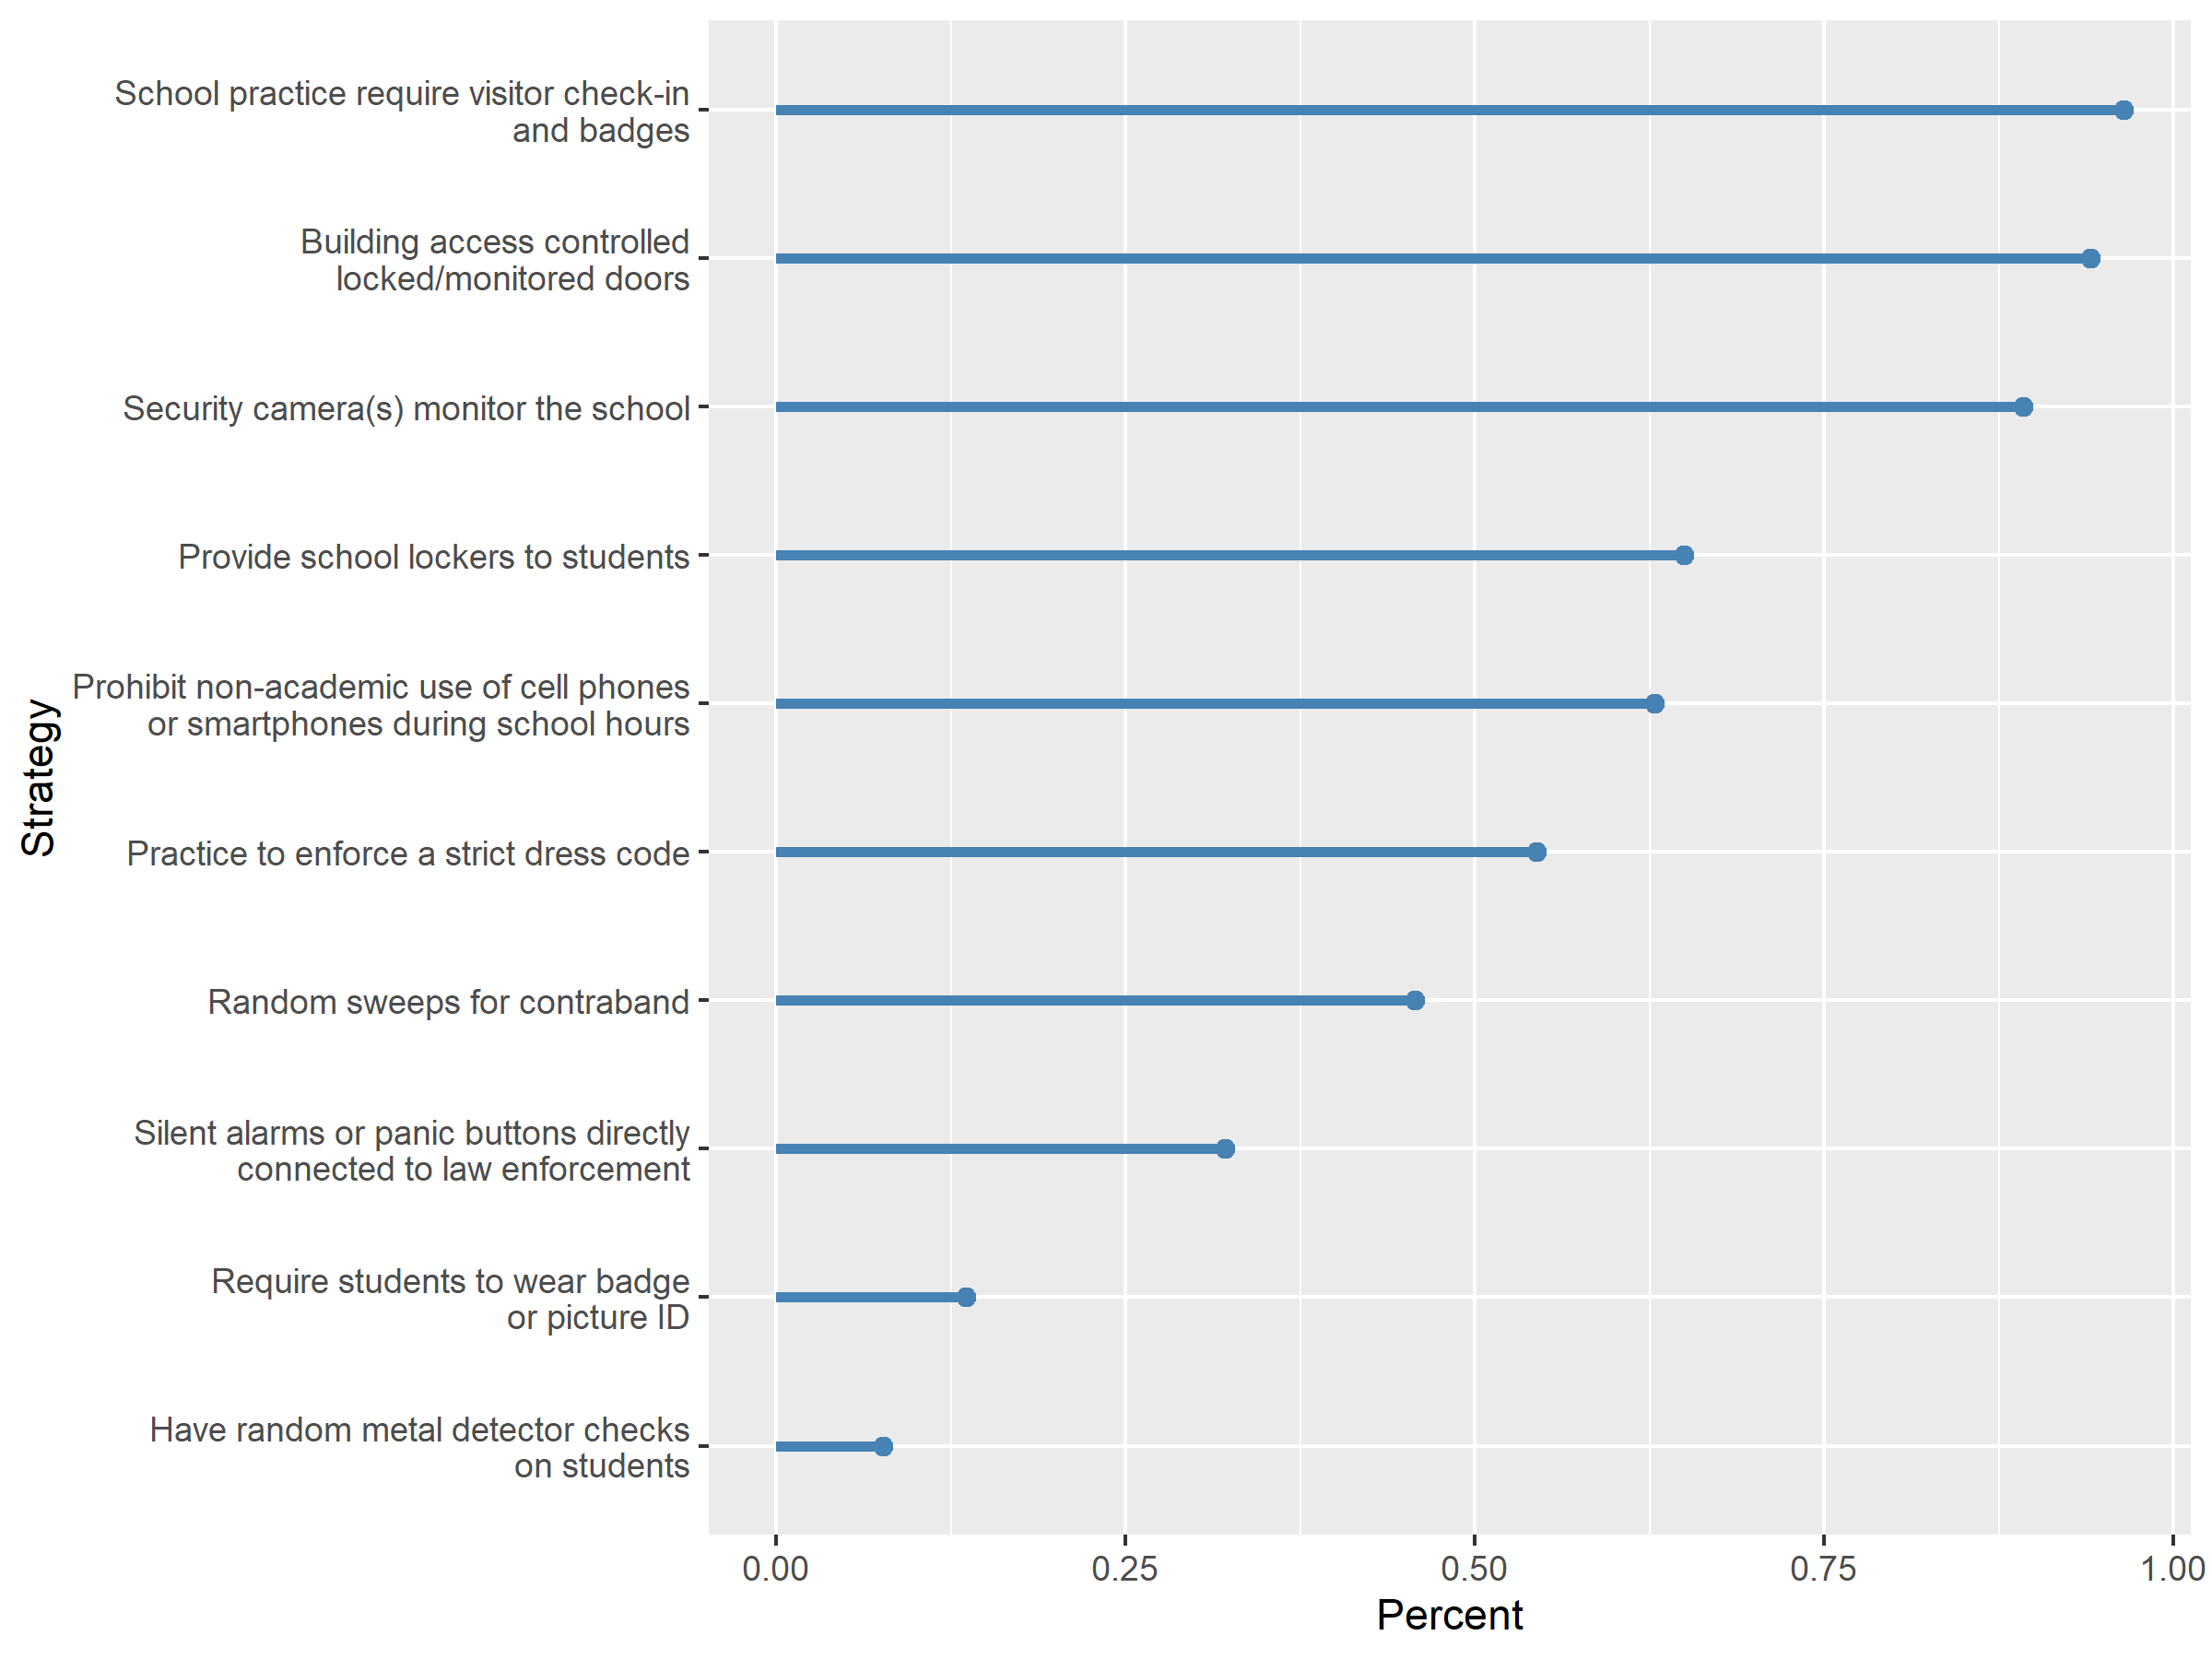 School practice require visitor check-in
and badges
Building access controlled
locked/monitored doors
Security camera(s) monitor the school
Provide school lockers to students
Prohibit non-academic use of cell phones
or smartphones during school hours
Practice to enforce a strict dress code
Random sweeps for contraband
Silent alarms or panic buttons directly
connected to law enforcement
Require students to wear badge
or picture ID
Have random metal detector checks
on students
Strategy
0.00 0.25 0.50 0.75 1.00
Percent